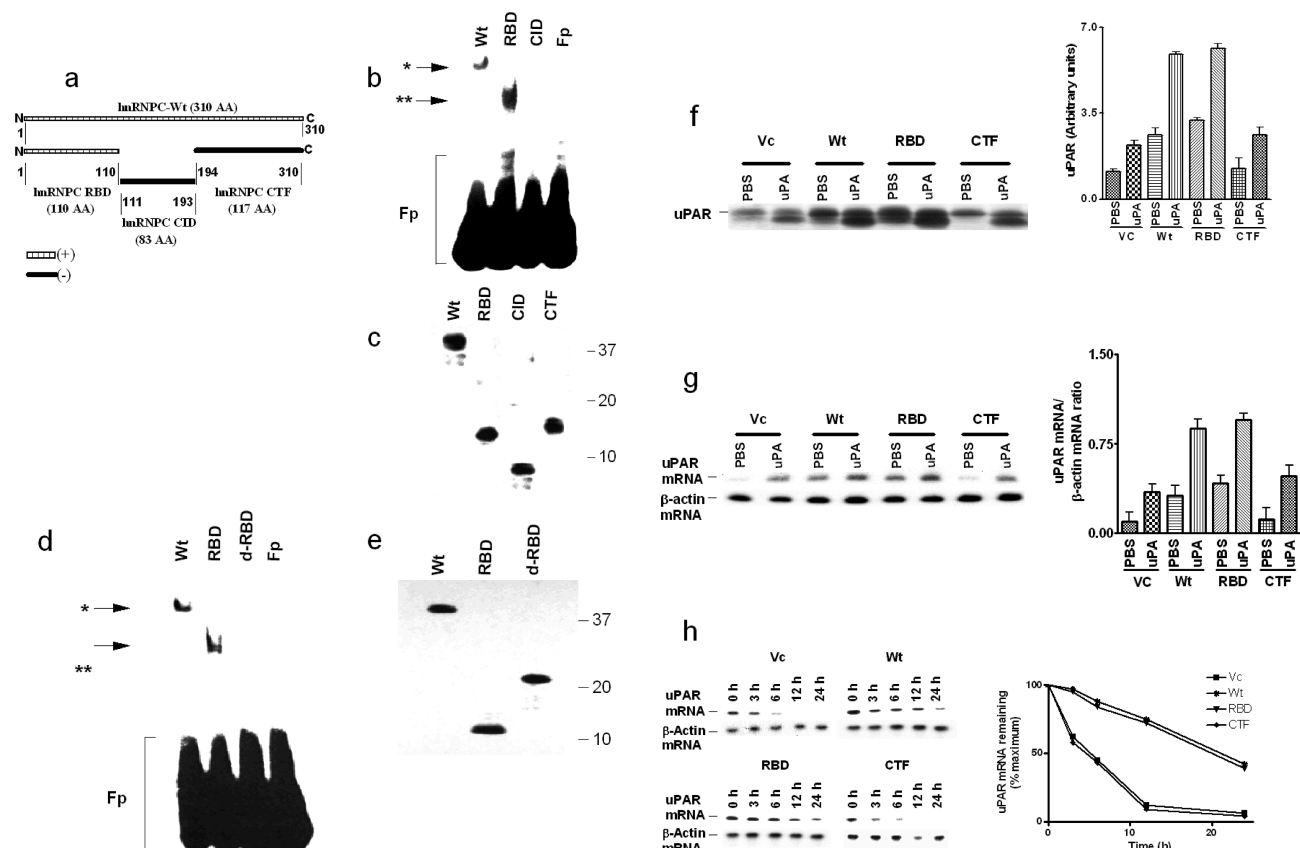 a
hnRNPC-Wt (310 AA)
N C
1 310
N C
1 110 194 310
hnRNPC RBD hnRNPC CTF
(110 AA) (117 AA)
111 193
hnRNPC CID
(83 AA)
(+)
(-)
b
Wt RBD CID Fp
*
**
Fp
c
Wt RBD CID CTF
37
20
10
d
Wt RBD d-RBD Fp
*
**
Fp
e
Wt RBD d-RBD
37
20
10
f
Vc Wt RBD CTF
PBS uPA PBS uPA PBS uPA PBS uPA
uPAR
uPAR (Arbitrary units)
7.0
3.5
0.0
PBS uPA PBS uPA PBS uPA PBS uPA
VC Wt RBD CTF
g
Vc Wt RBD CTF
PBS uPA PBS uPA PBS uPA PBS uPA
uPAR
mRNA
β-actin
mRNA
uPAR mRNA/
β-actin mRNA ratio
1.50
0.75
0.00
PBS uPA PBS uPA PBS uPA PBS uPA
VC Wt RBD CTF
h
Vc Wt
0 h 3 h 6 h 12 h 24 h 0 h 3 h 6 h 12 h 24 h
uPAR
mRNA
β-Actin
mRNA
RBD CTF
0 h 3 h 6 h 12 h 24 h 0 h 3 h 6 h 12 h 24 h
uPAR
mRNA
β-Actin
mRNA
uPAR mRNA remaining
(% maximum)
100
50
0
0 10 20
Time (h)
Vc
Wt
RBD
CTF